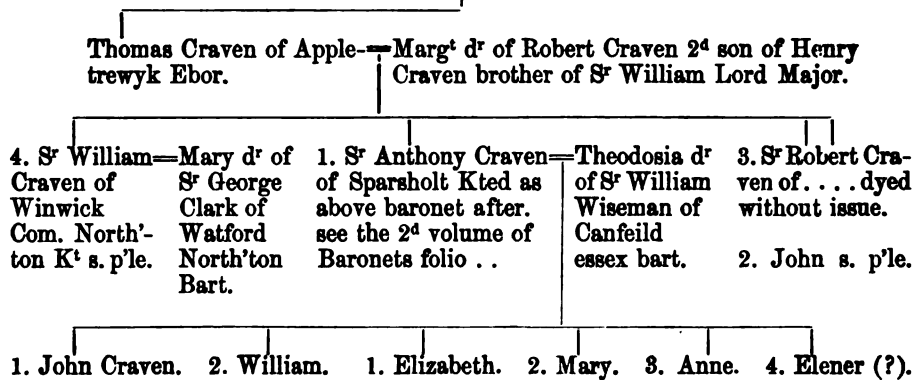 Thomas Craven of Apple-
trewyk Ebor.
Margᵗ dʳ of Robert Craven 2ᵈ son of Henry
Craven brother of Sʳ William Lord Major.
4. Sʳ William
Craven of
Winwick
Com. North'-
ton Kᵗ s. p'le.
Mary dʳ of
Sʳ George
Clark of
Watford
North'ton
Bart.
1. Sʳ Anthony Craven
of Sparsholt Kted as
above baronet after.
see the 2ᵈ volume of
Baronets folio . .
Theodosia dʳ
of Sʳ William
Wiseman of
Canfeild
essex bart.
3. Sʳ Robert Cra-
ven of . . . . dyed
without issue.
2. John s. p'le.
1. John Craven. 2. William. 1. Elizabeth. 2. Mary. 3. Anne. 4. Elener (?).